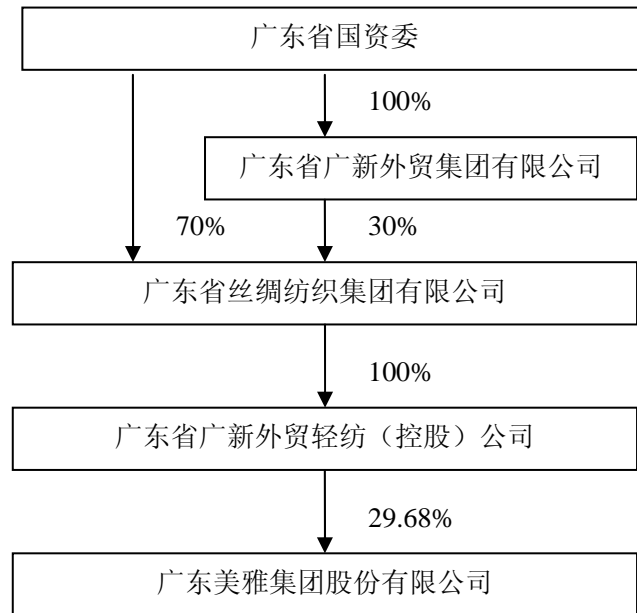 广东省国资委
100%
广东省广新外贸集团有限公司
70%
30%
广东省丝绸纺织集团有限公司
100%
广东省广新外贸轻纺（控股）公司
29.68%
广东美雅集团股份有限公司